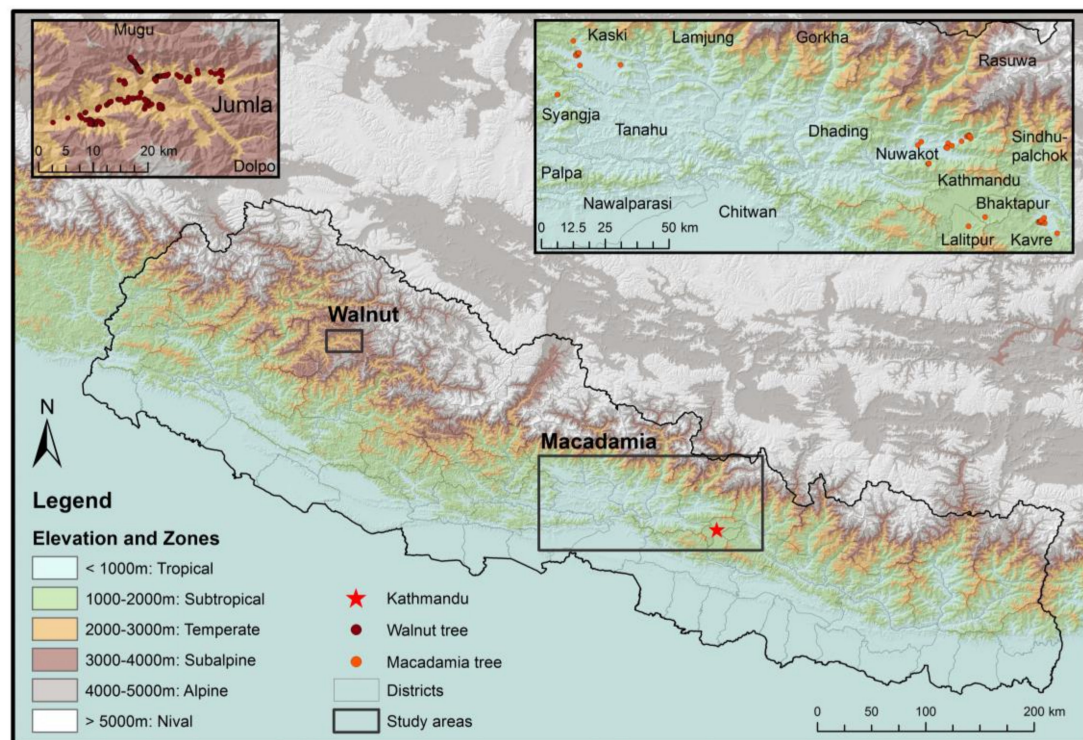 Mugu
Jumla
Dolpo
0 5 10 20 km
Kaski
Lamjung
Gorkha
Rasuwa
Syangja
Tanahu
Dhading
Nuwakot
Sindhu-
palchok
Palpa
Kathmandu
Nawalparasi
Chitwan
Bhaktapur
0 12.5 25 50 km
Lalitpur
Kavre
Walnut
Macadamia
N
Legend
Elevation and Zones
< 1000m: Tropical
1000-2000m: Subtropical
2000-3000m: Temperate
3000-4000m: Subalpine
4000-5000m: Alpine
> 5000m: Nival
Kathmandu
Walnut tree
Macadamia tree
Districts
Study areas
0 50 100 200 km